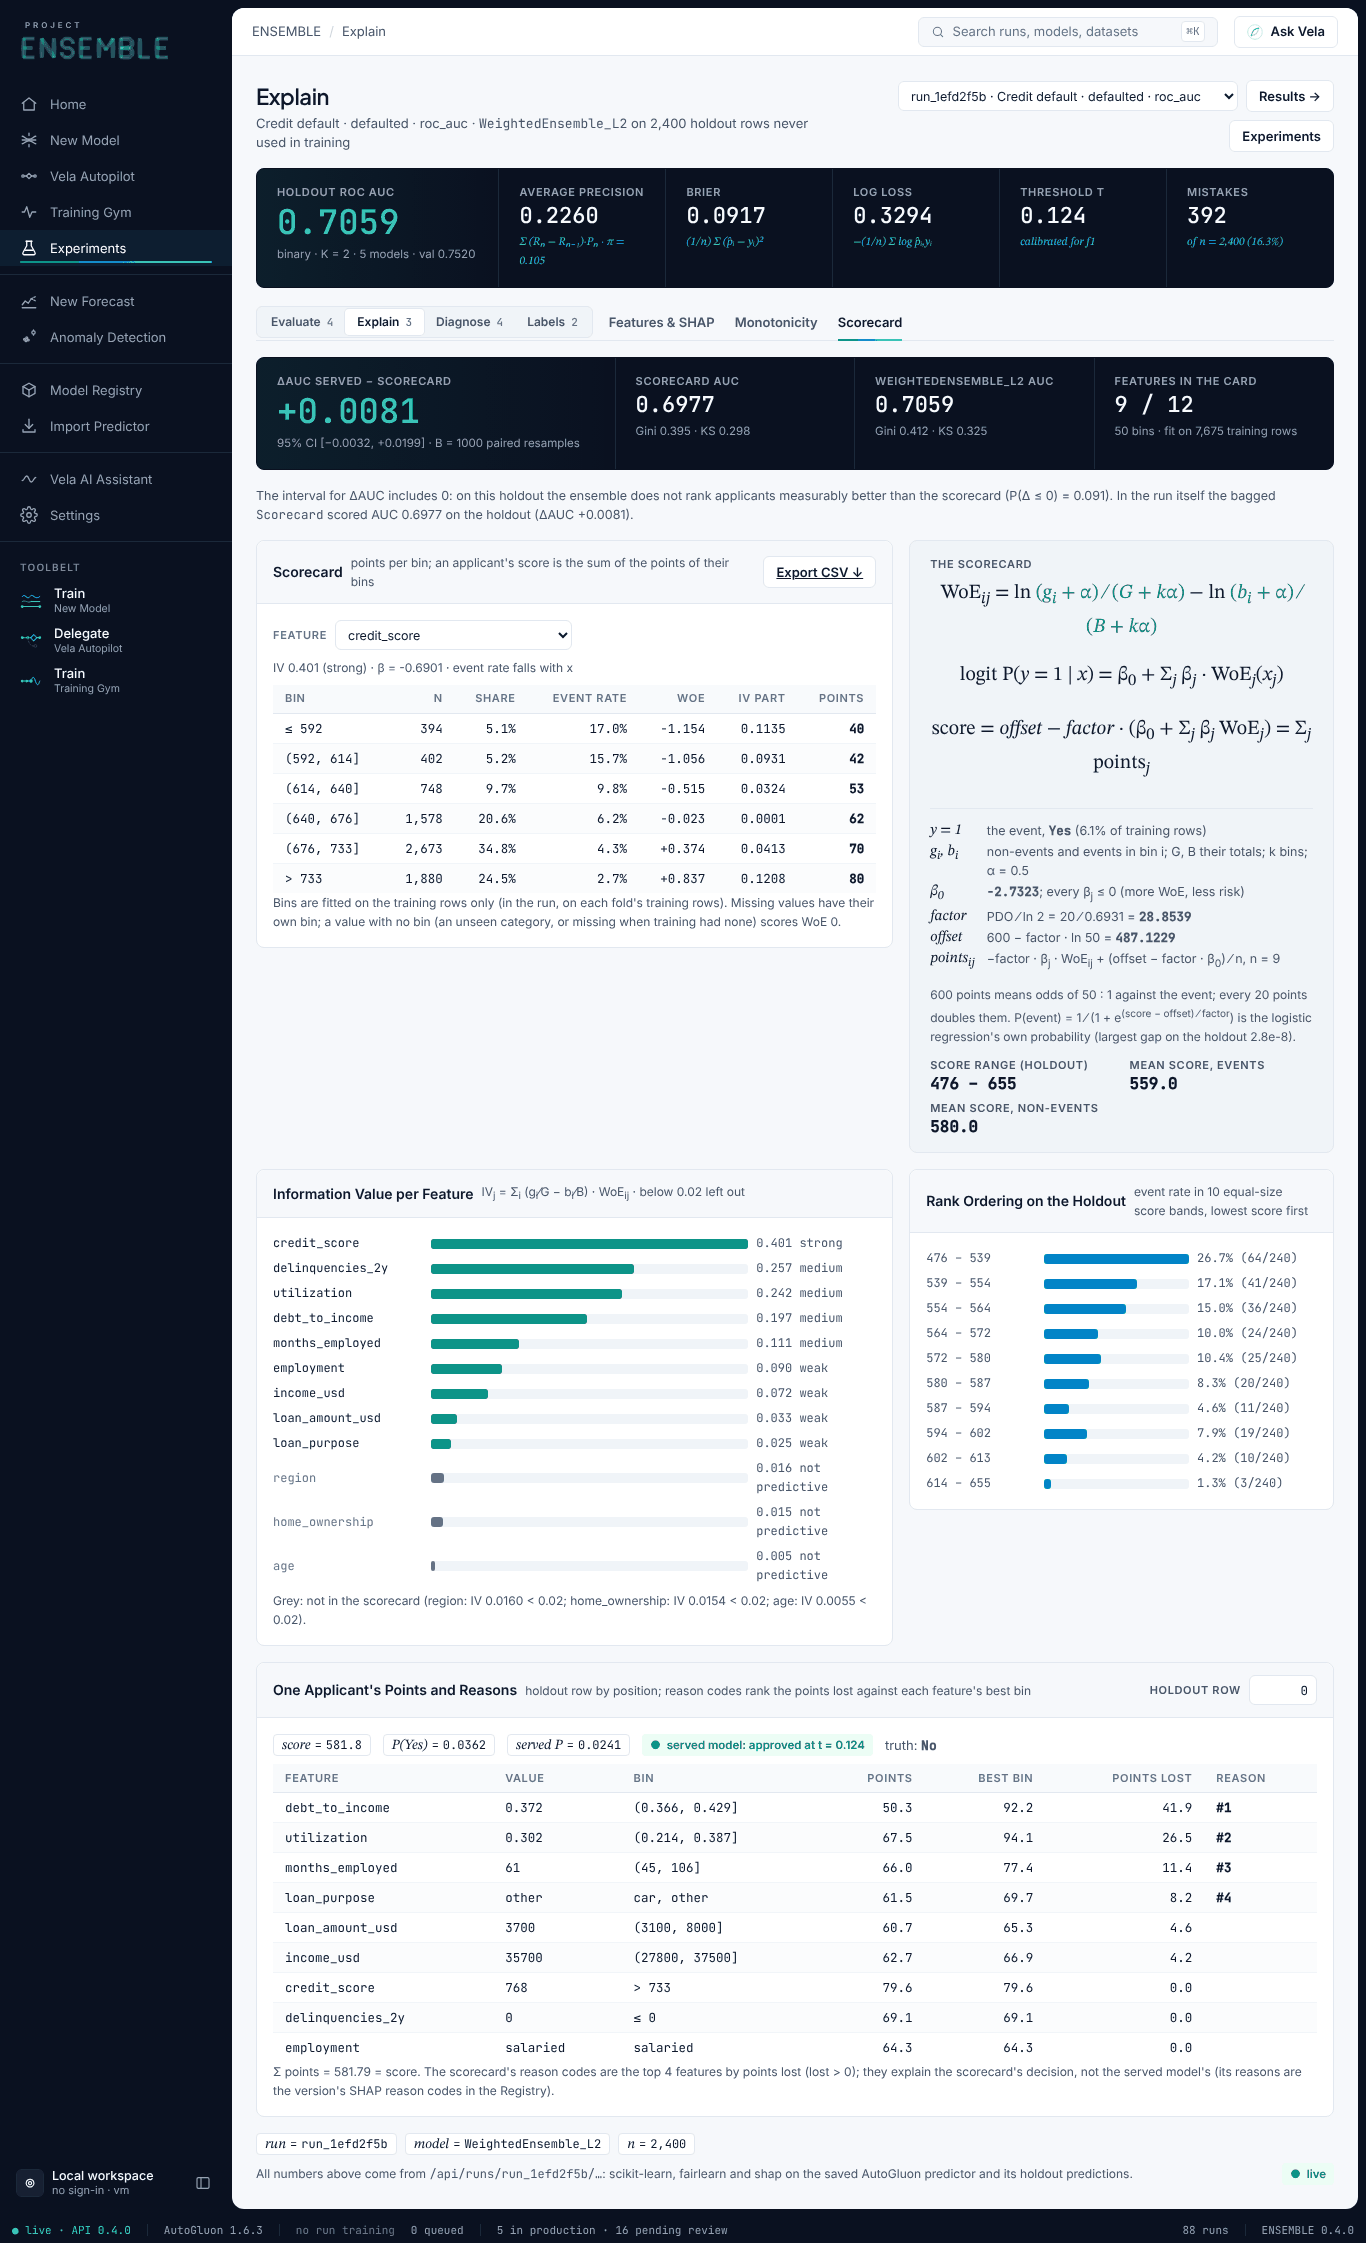 PROJECT
ENSEMBLE
Home
New Model
Vela Autopilot
Training Gym
Experiments
New Forecast
Anomaly Detection
Model Registry
Import Predictor
Vela AI Assistant
Settings
TOOLBELT
Train
New Model
Delegate
Vela Autopilot
Train
Training Gym
Local workspace
no sign-in · vm
ENSEMBLE / Explain
Search runs, models, datasets ⌘K
Ask Vela
Explain
Credit default · defaulted · roc_auc · WeightedEnsemble_L2 on 2,400 holdout rows never
used in training
run_1efd2f5b · Credit default · defaulted · roc_auc
Results →
Experiments
HOLDOUT ROC AUC
0.7059
binary · K = 2 · 5 models · val 0.7520
AVERAGE PRECISION
0.2260
Σ (Rₙ − Rₙ₋₁)·Pₙ · π =
0.105
BRIER
0.0917
(1/n) Σ (p̂ᵢ − yᵢ)²
LOG LOSS
0.3294
−(1/n) Σ log p̂ᵢ,yᵢ
THRESHOLD T
0.124
calibrated for f1
MISTAKES
392
of n = 2,400 (16.3%)
Evaluate 4 Explain 3 Diagnose 4 Labels 2 Features & SHAP Monotonicity Scorecard
ΔAUC SERVED − SCORECARD
+0.0081
95% CI [−0.0032, +0.0199] · B = 1000 paired resamples
SCORECARD AUC
0.6977
Gini 0.395 · KS 0.298
WEIGHTEDENSEMBLE_L2 AUC
0.7059
Gini 0.412 · KS 0.325
FEATURES IN THE CARD
9 / 12
50 bins · fit on 7,675 training rows
The interval for ΔAUC includes 0: on this holdout the ensemble does not rank applicants measurably better than the scorecard (P(Δ ≤ 0) = 0.091). In the run itself the bagged
Scorecard scored AUC 0.6977 on the holdout (ΔAUC +0.0081).
Scorecard points per bin; an applicant's score is the sum of the points of their
bins
Export CSV ↓
FEATURE credit_score
IV 0.401 (strong) · β = -0.6901 · event rate falls with x
BIN N SHARE EVENT RATE WOE IV PART POINTS
≤ 592 394 5.1% 17.0% -1.154 0.1135 40
(592, 614] 402 5.2% 15.7% -1.056 0.0931 42
(614, 640] 748 9.7% 9.8% -0.515 0.0324 53
(640, 676] 1,578 20.6% 6.2% -0.023 0.0001 62
(676, 733] 2,673 34.8% 4.3% +0.374 0.0413 70
> 733 1,880 24.5% 2.7% +0.837 0.1208 80
Bins are fitted on the training rows only (in the run, on each fold's training rows). Missing values have their
own bin; a value with no bin (an unseen category, or missing when training had none) scores WoE 0.
THE SCORECARD
WoEᵢⱼ = ln (gᵢ + α)/(G + kα) − ln (bᵢ + α)/
(B + kα)
logit P(y = 1 | x) = β₀ + Σⱼ βⱼ · WoEⱼ(xⱼ)
score = offset − factor · (β₀ + Σⱼ βⱼ WoEⱼ) = Σⱼ
pointsⱼ
y = 1 the event, Yes (6.1% of training rows)
gᵢ, bᵢ non-events and events in bin i; G, B their totals; k bins;
α = 0.5
β₀ -2.7323; every βⱼ ≤ 0 (more WoE, less risk)
factor PDO/ln 2 = 20/0.6931 = 28.8539
offset 600 − factor · ln 50 = 487.1229
pointsᵢⱼ −factor · βⱼ · WoEᵢⱼ + (offset − factor · β₀)/n, n = 9
600 points means odds of 50 : 1 against the event; every 20 points
doubles them. P(event) = 1/(1 + e^(score − offset)/factor) is the logistic
regression's own probability (largest gap on the holdout 2.8e-8).
SCORE RANGE (HOLDOUT)
476 – 655
MEAN SCORE, EVENTS
559.0
MEAN SCORE, NON-EVENTS
580.0
Information Value per Feature IVⱼ = Σᵢ (gᵢ/G − bᵢ/B) · WoEᵢⱼ · below 0.02 left out
credit_score 0.401 strong
delinquencies_2y 0.257 medium
utilization 0.242 medium
debt_to_income 0.197 medium
months_employed 0.111 medium
employment 0.090 weak
income_usd 0.072 weak
loan_amount_usd 0.033 weak
loan_purpose 0.025 weak
region 0.016 not
predictive
home_ownership 0.015 not
predictive
age 0.005 not
predictive
Grey: not in the scorecard (region: IV 0.0160 < 0.02; home_ownership: IV 0.0154 < 0.02; age: IV 0.0055 <
0.02).
Rank Ordering on the Holdout event rate in 10 equal-size
score bands, lowest score first
476 – 539 26.7% (64/240)
539 – 554 17.1% (41/240)
554 – 564 15.0% (36/240)
564 – 572 10.0% (24/240)
572 – 580 10.4% (25/240)
580 – 587 8.3% (20/240)
587 – 594 4.6% (11/240)
594 – 602 7.9% (19/240)
602 – 613 4.2% (10/240)
614 – 655 1.3% (3/240)
One Applicant's Points and Reasons holdout row by position; reason codes rank the points lost against each feature's best bin
HOLDOUT ROW 0
score = 581.8 P(Yes) = 0.0362 served P = 0.0241 served model: approved at t = 0.124 truth: No
FEATURE VALUE BIN POINTS BEST BIN POINTS LOST REASON
debt_to_income 0.372 (0.366, 0.429] 50.3 92.2 41.9 #1
utilization 0.302 (0.214, 0.387] 67.5 94.1 26.5 #2
months_employed 61 (45, 106] 66.0 77.4 11.4 #3
loan_purpose other car, other 61.5 69.7 8.2 #4
loan_amount_usd 3700 (3100, 8000] 60.7 65.3 4.6
income_usd 35700 (27800, 37500] 62.7 66.9 4.2
credit_score 768 > 733 79.6 79.6 0.0
delinquencies_2y 0 ≤ 0 69.1 69.1 0.0
employment salaried salaried 64.3 64.3 0.0
Σ points = 581.79 = score. The scorecard's reason codes are the top 4 features by points lost (lost > 0); they explain the scorecard's decision, not the served model's (its reasons are
the version's SHAP reason codes in the Registry).
run = run_1efd2f5b model = WeightedEnsemble_L2 n = 2,400
All numbers above come from /api/runs/run_1efd2f5b/…: scikit-learn, fairlearn and shap on the saved AutoGluon predictor and its holdout predictions.
live
live · API 0.4.0 AutoGluon 1.6.3 no run training 0 queued 5 in production · 16 pending review 88 runs ENSEMBLE 0.4.0